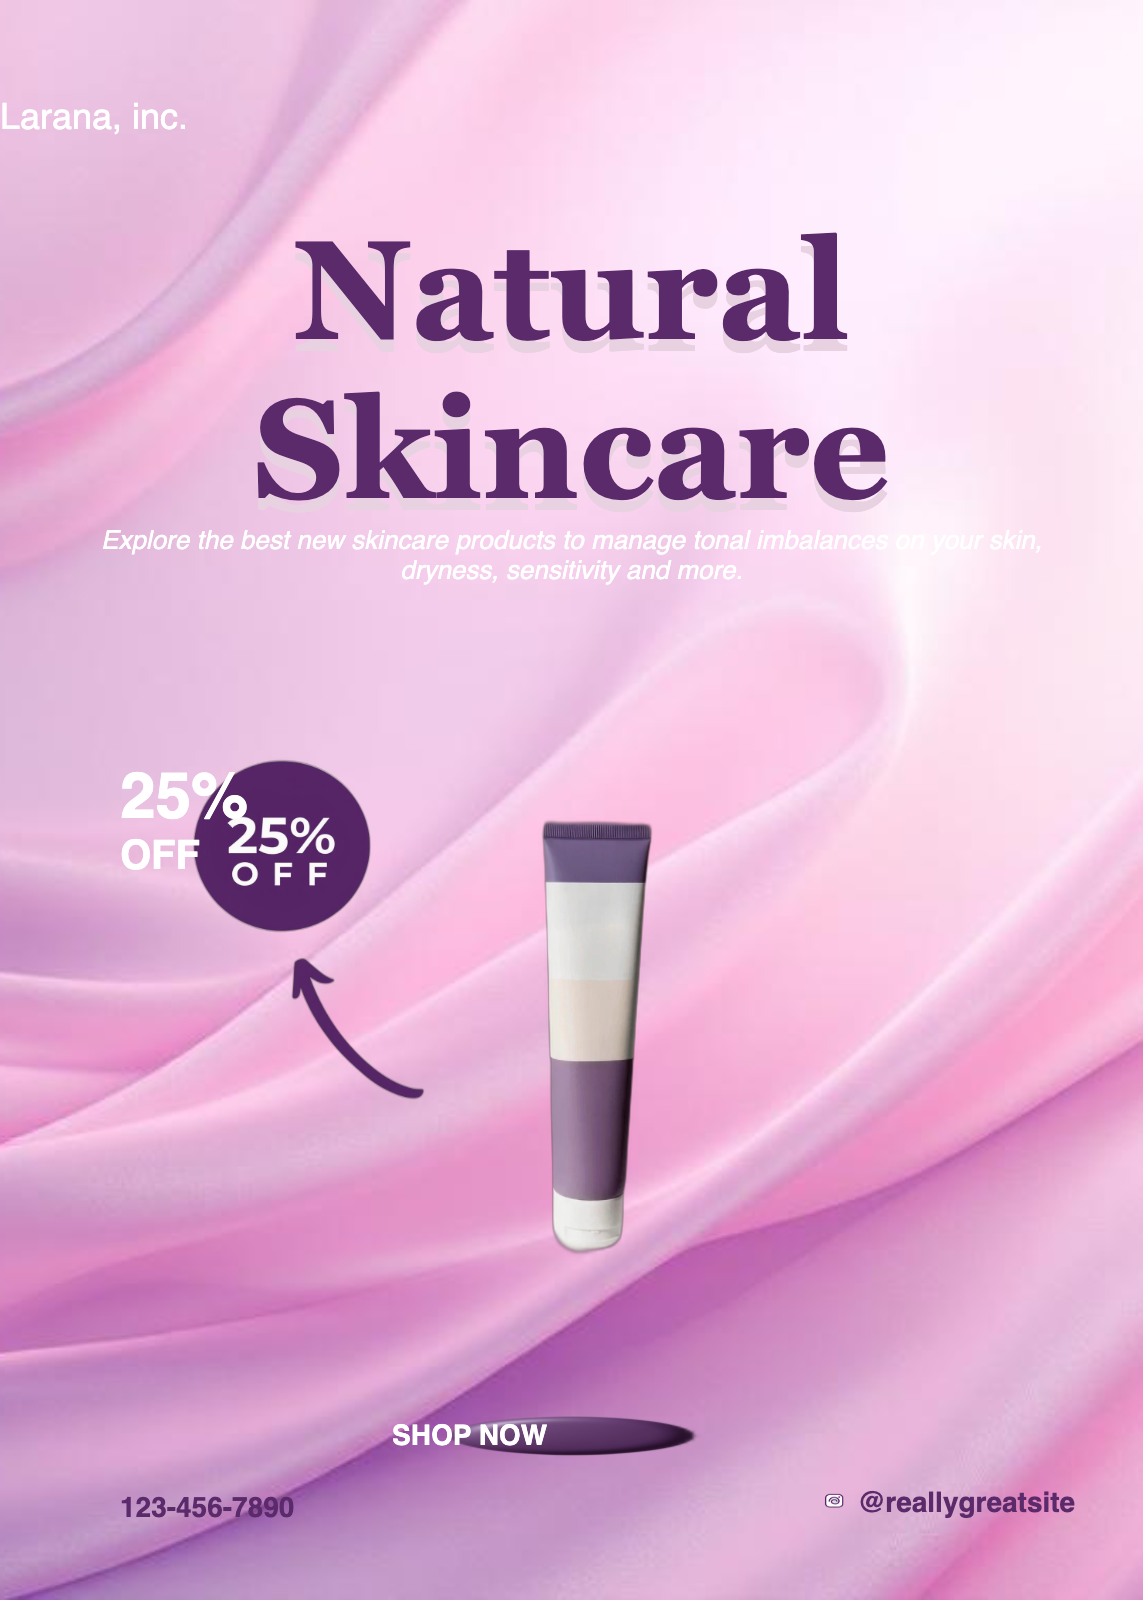 Larana, inc.
Natural
Skincare
Explore the best new skincare products to manage tonal imbalances on your skin,
dryness, sensitivity and more.
25%
OFF
25%
OFF
SHOP NOW
123-456-7890
@reallygreatsite